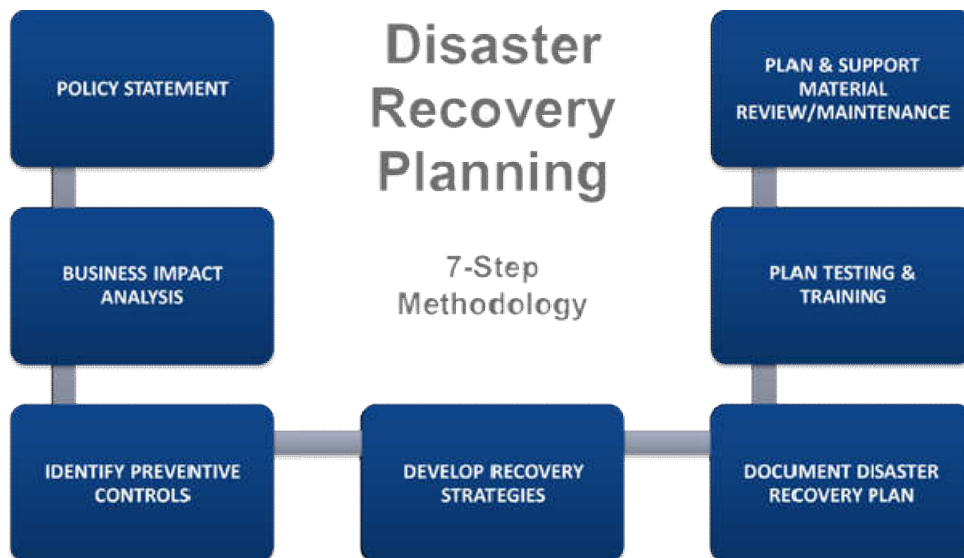 Disaster
Recovery
Planning
7-Step
Methodology
POLICY STATEMENT
BUSINESS IMPACT
ANALYSIS
IDENTIFY PREVENTIVE
CONTROLS
DEVELOP RECOVERY
STRATEGIES
DOCUMENT DISASTER
RECOVERY PLAN
PLAN TESTING &
TRAINING
PLAN & SUPPORT
MATERIAL
REVIEW/MAINTENANCE